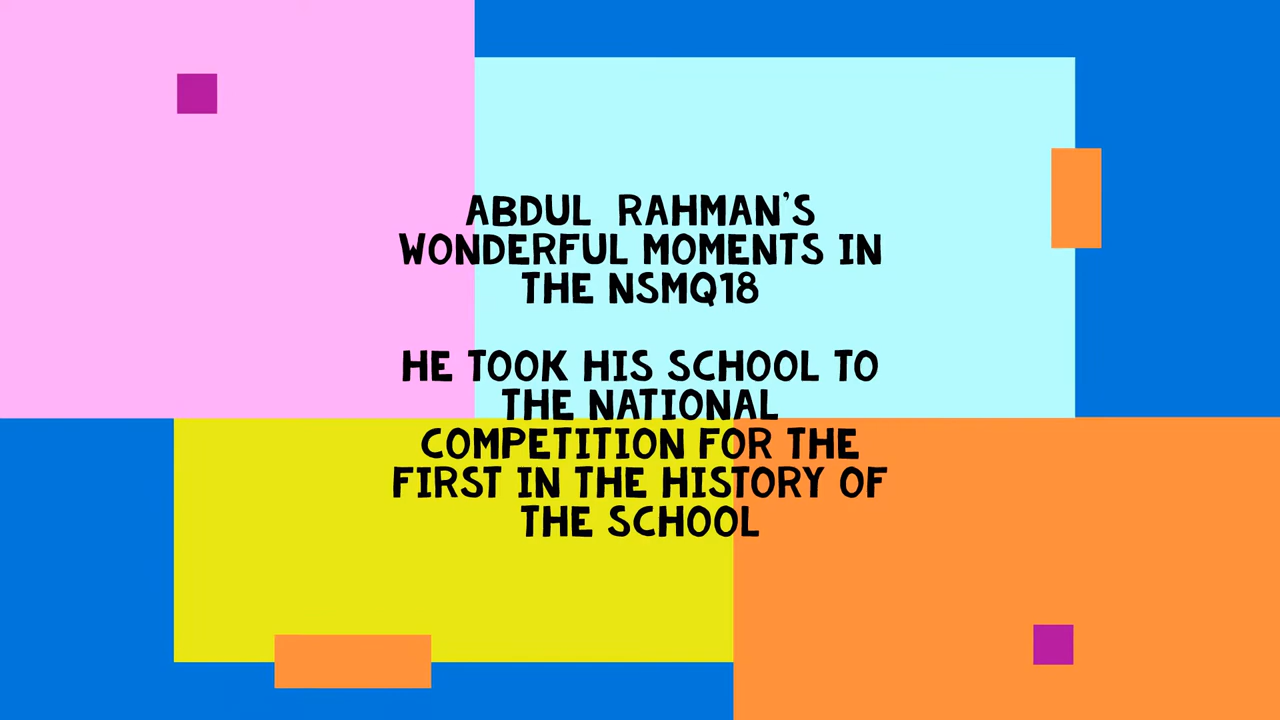 ABDUL RAHMAN'S
WONDERFUL MOMENTS IN
THE NSMQ18
HE TOOK HIS SCHOOL TO
THE NATIONAL
COMPETITION FOR THE
FIRST IN THE HISTORY OF
THE SCHOOL